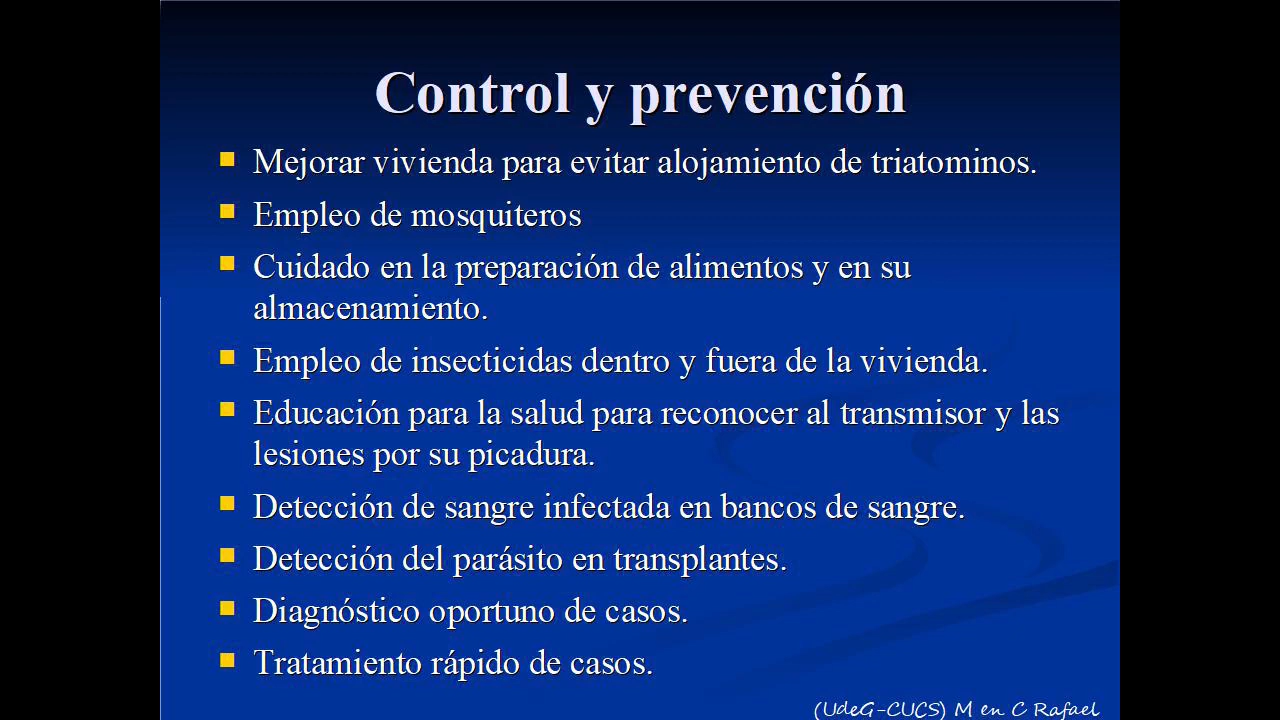 Control y prevención
Mejorar vivienda para evitar alojamiento de triatominos.
Empleo de mosquiteros
Cuidado en la preparación de alimentos y en su
almacenamiento.
Empleo de insecticidas dentro y fuera de la vivienda.
Educación para la salud para reconocer al transmisor y las
lesiones por su picadura.
Detección de sangre infectada en bancos de sangre.
Detección del parásito en transplantes.
Diagnóstico oportuno de casos.
Tratamiento rápido de casos.
(UdeG-CUCS) M en C Rafael